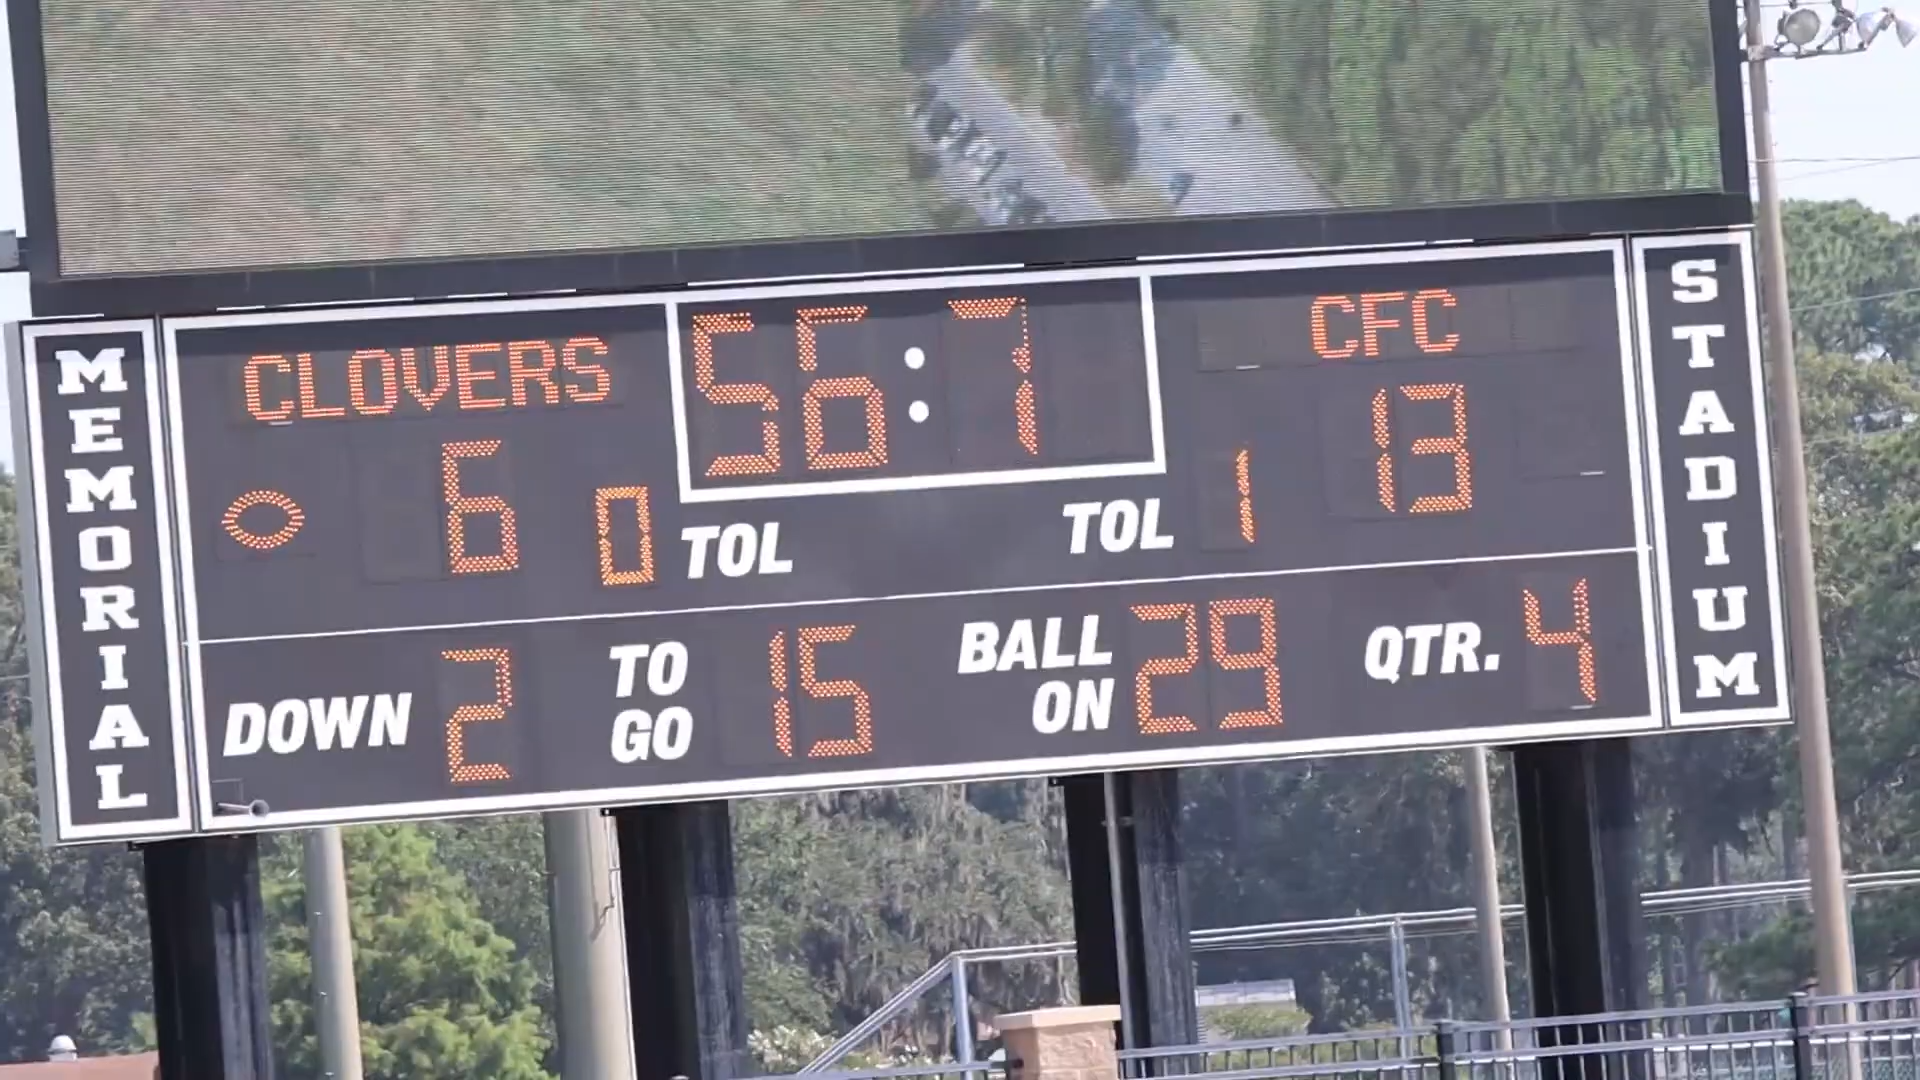 MEMORIAL
CLOVERS
56:7
CFC
6
0
TOL
TOL
1
13
DOWN 2
TO GO 15
BALL ON 29
QTR. 4
STADIUM